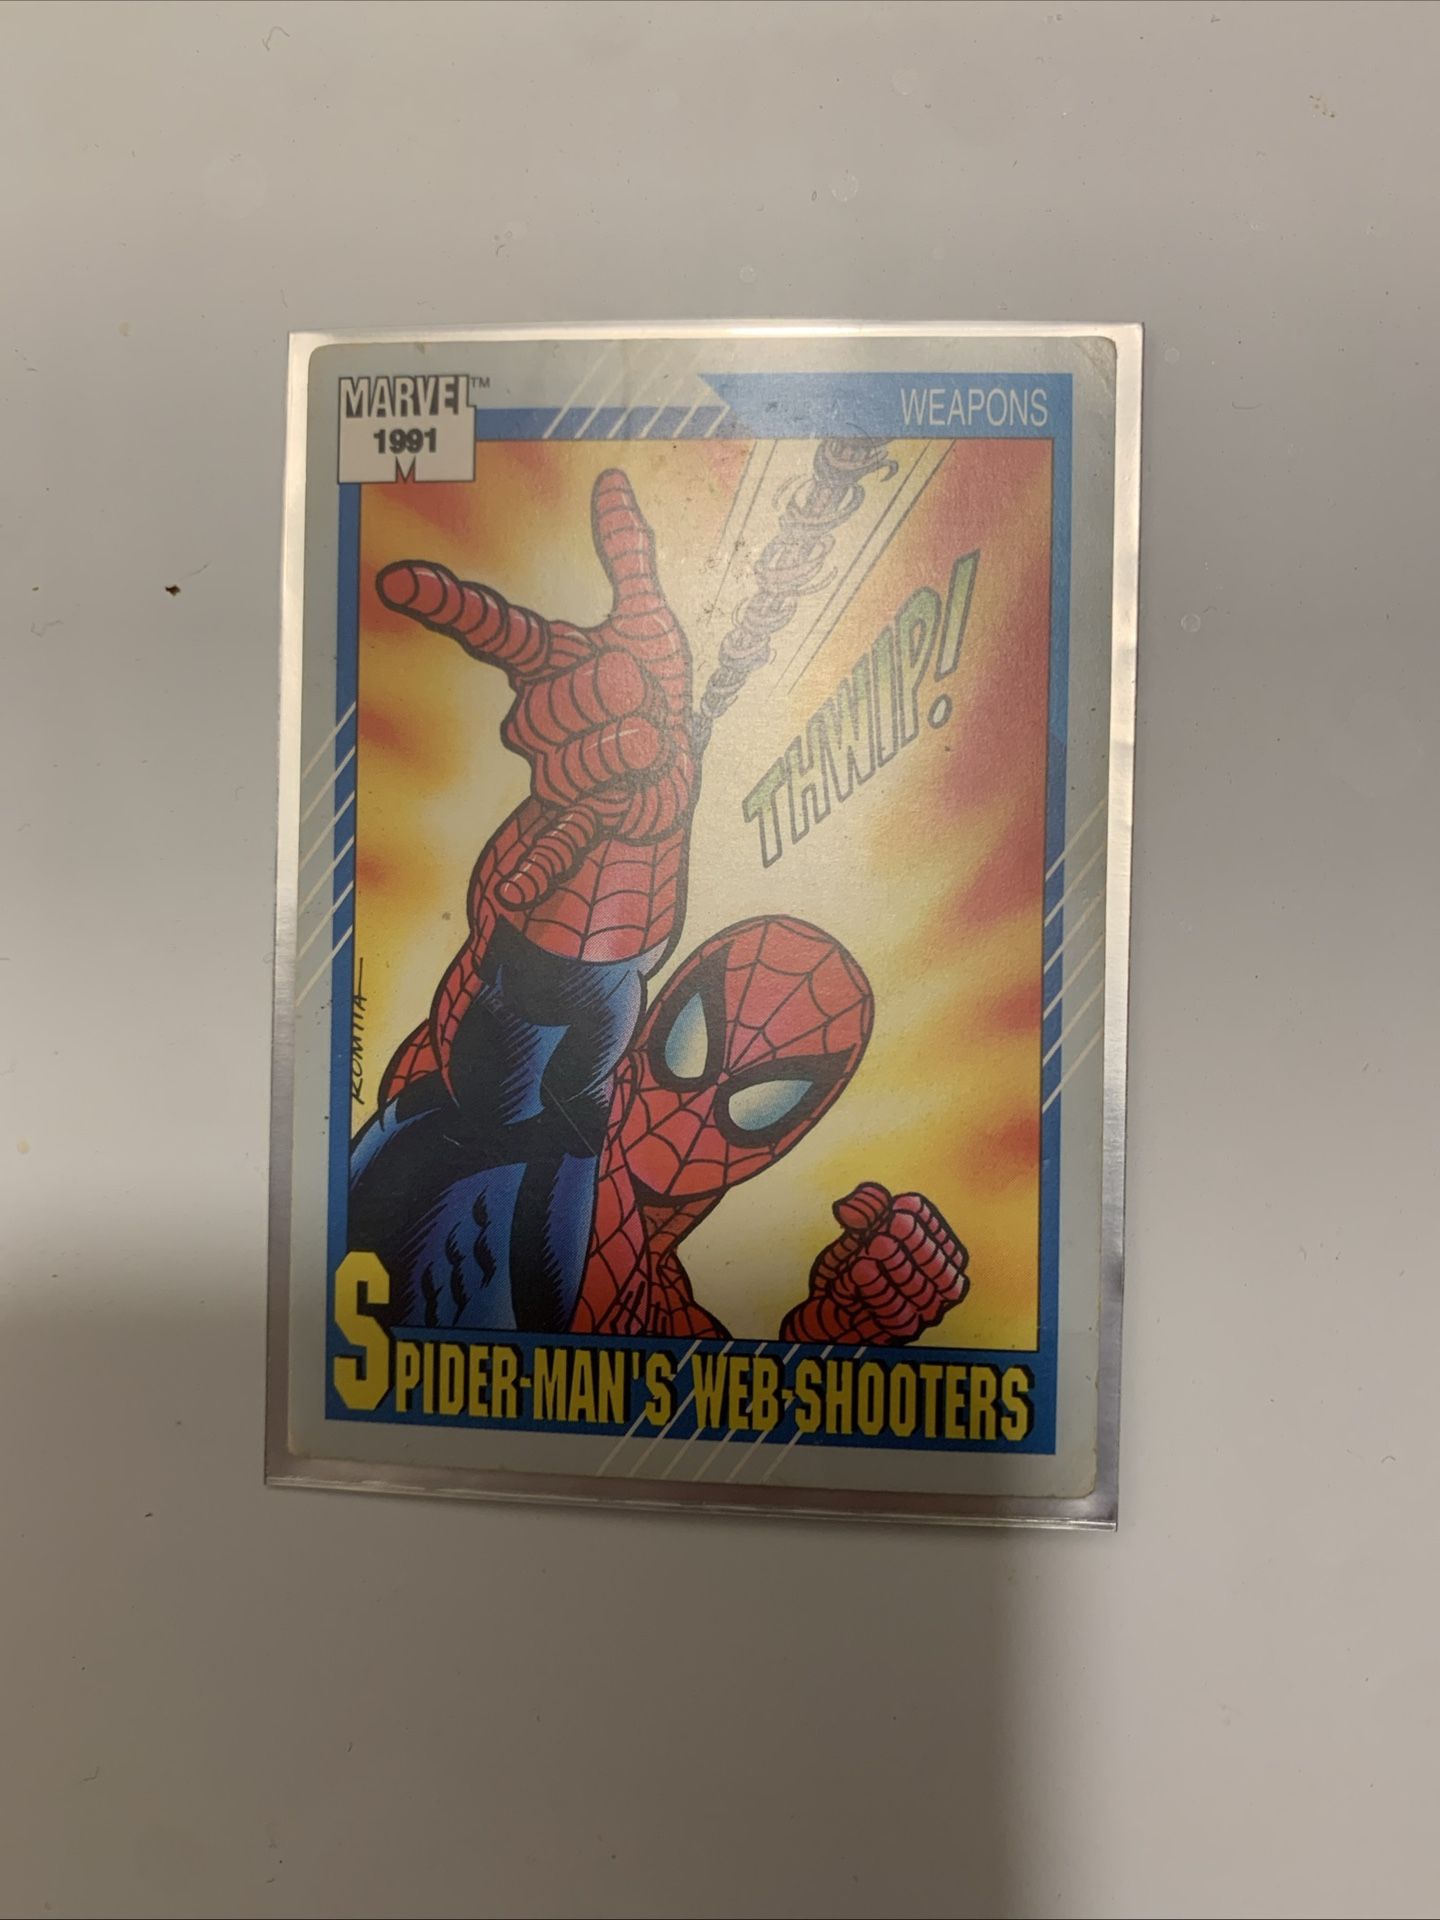 MARVEL™
1991
WEAPONS
THWIP!
ROMITA
SPIDER-MAN'S WEB-SHOOTERS